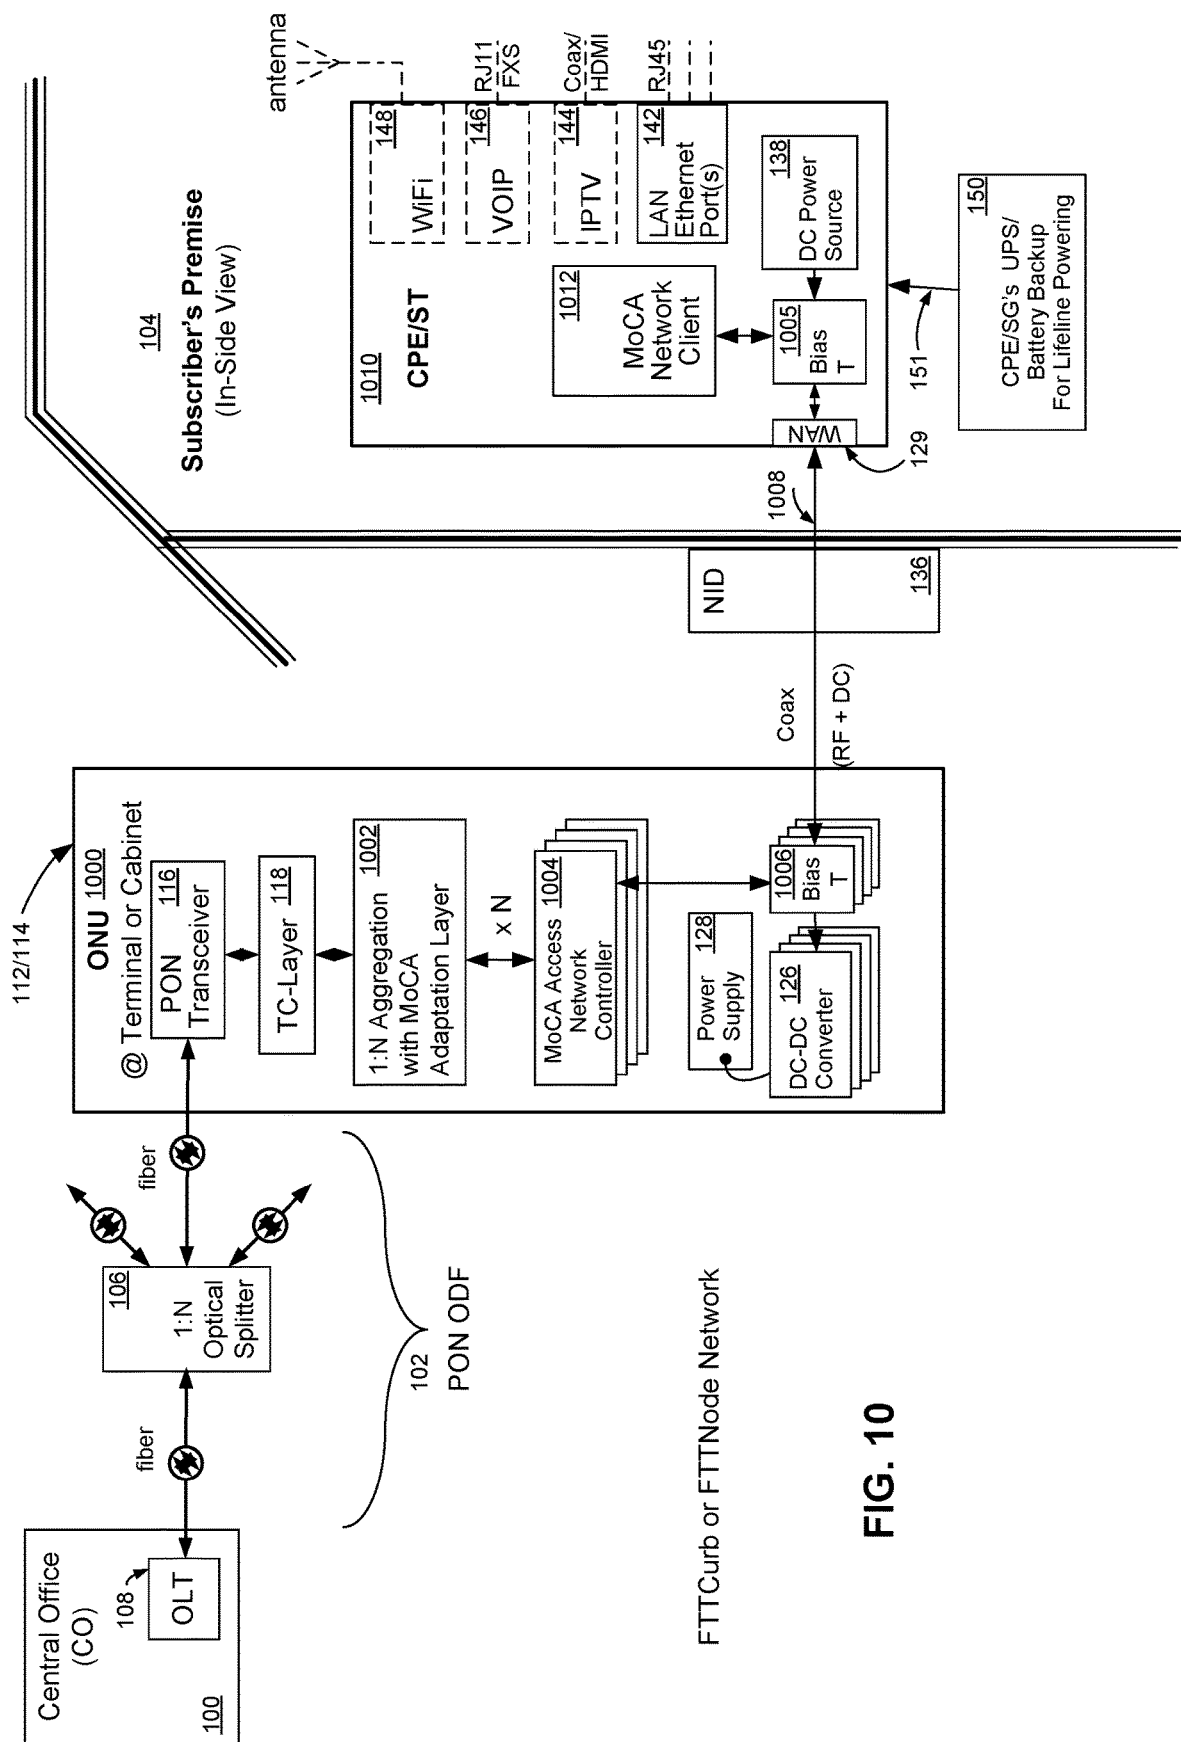 Central Office
(CO)
108
OLT
100
fiber
106
1:N
Optical
Splitter
fiber
102
PON ODF
112/114
ONU 1000
@ Terminal or Cabinet
PON 116
Transceiver
TC-Layer 118
1:N Aggregation 1002
with MoCA
Adaptation Layer
x N
MoCA Access 1004
Network
Controller
Power 128
Supply
DC-DC 126
Converter
1006
Bias
T
Coax
(RF + DC)
NID
136
104
Subscriber's Premise
(In-Side View)
1008
129
1010
CPE/ST
WAN
1005
Bias
T
1012
MoCA
Network
Client
DC Power 138
Source
WiFi 148
VOIP 146
IPTV 144
LAN 142
Ethernet
Port(s)
antenna
RJ11
FXS
Coax/
HDMI
RJ45
151
150
CPE/SG's UPS/
Battery Backup
For Lifeline Powering
FTTCurb or FTTNode Network
FIG. 10